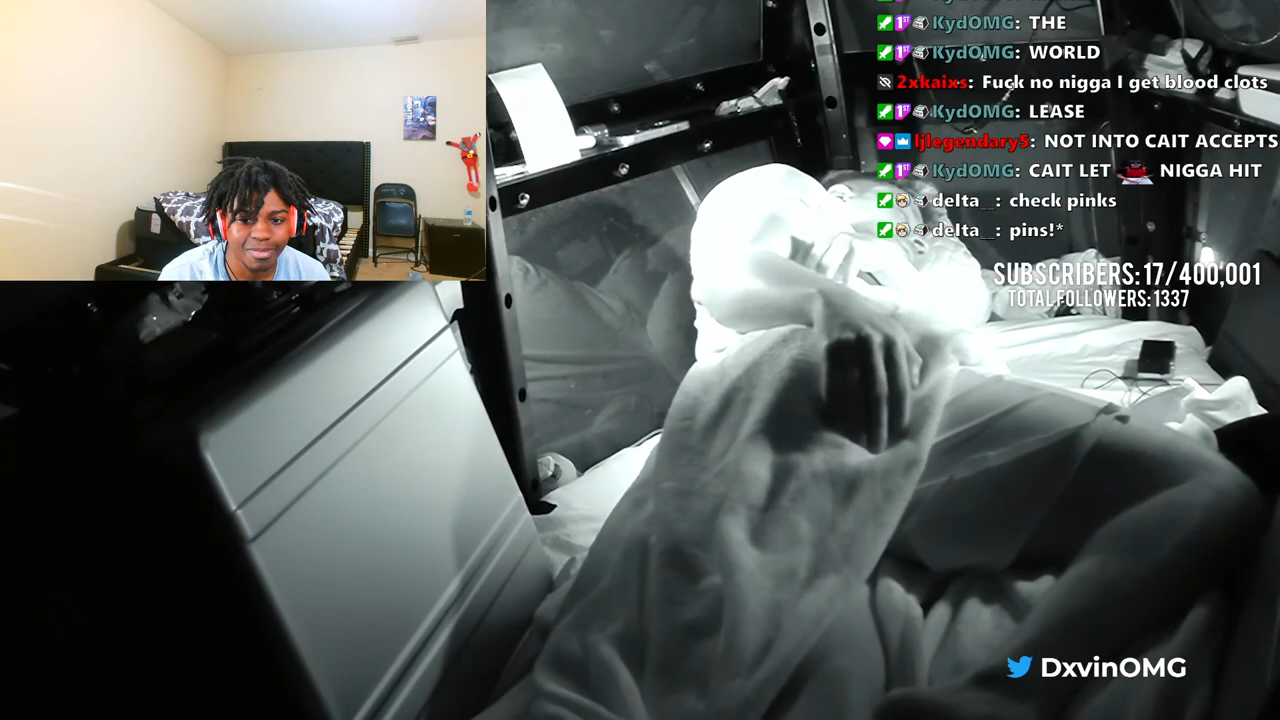 KydOMG: THE
KydOMG: WORLD
2xkaixs: Fuck no nigga I get blood clots
KydOMG: LEASE
ljlegendary5: NOT INTO CAIT ACCEPTS
KydOMG: CAIT LET NIGGA HIT
delta__: check pinks
delta__: pins!*
SUBSCRIBERS: 17/400,001
TOTAL FOLLOWERS: 1337
DxvinOMG